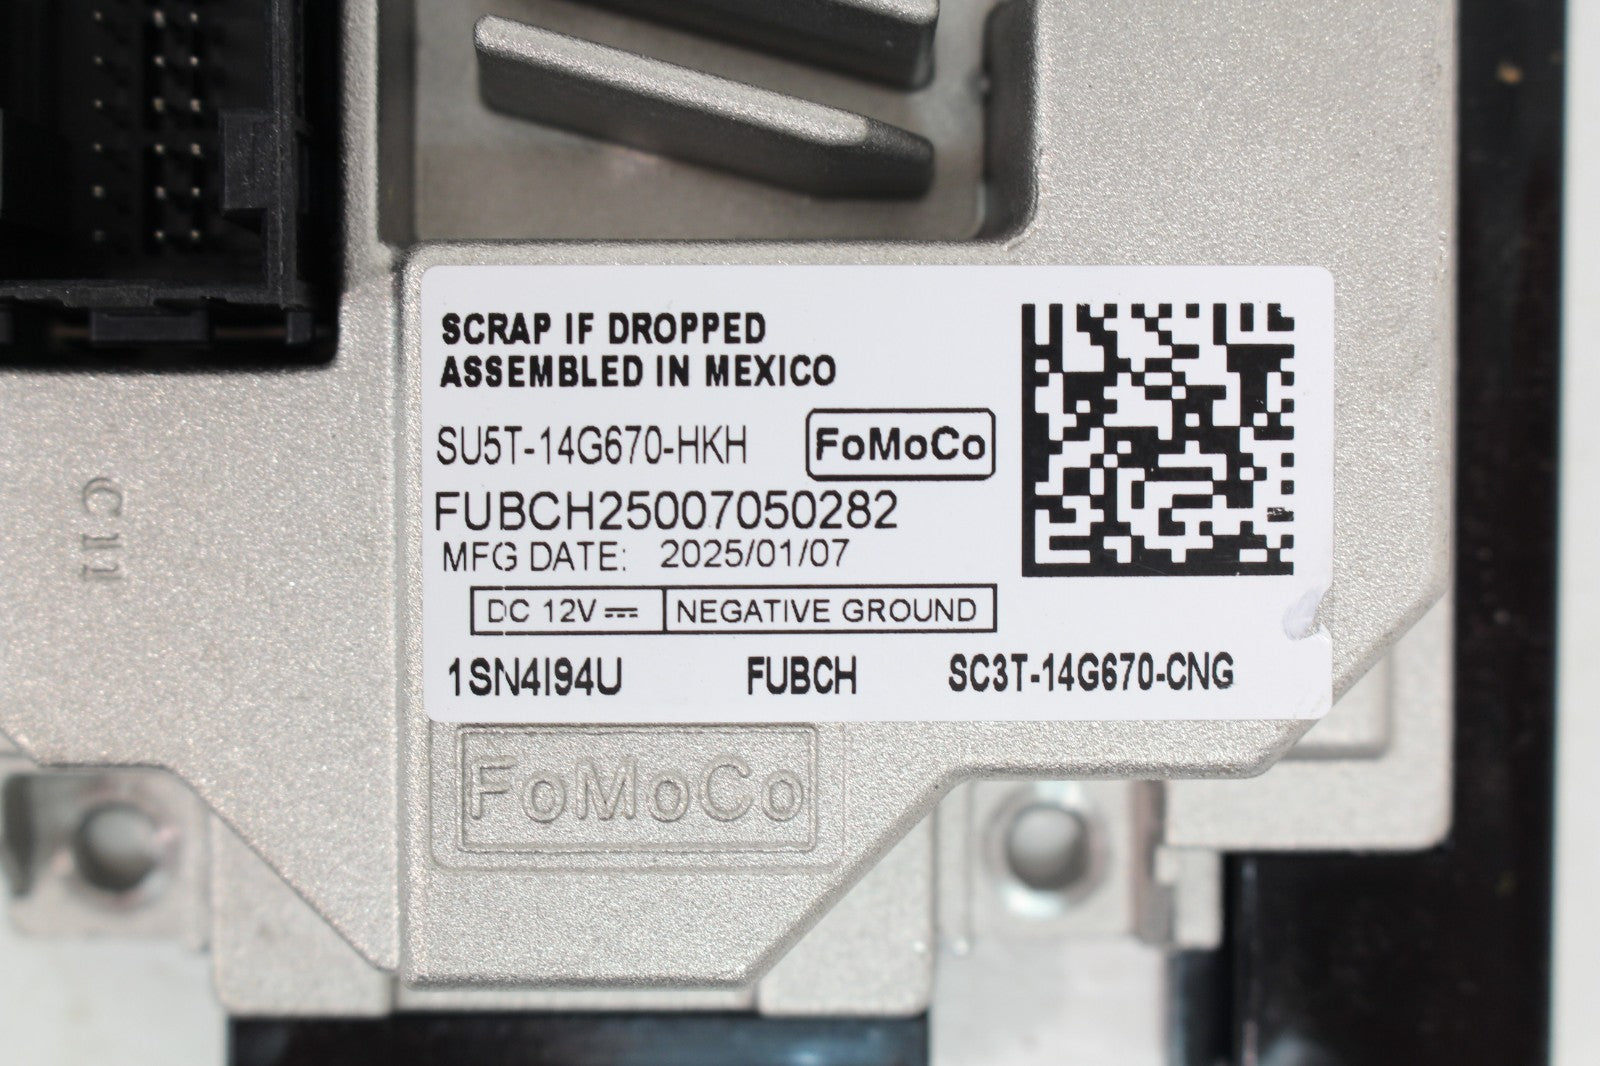 SCRAP IF DROPPED
ASSEMBLED IN MEXICO
SU5T-14G670-HKH FoMoCo
FUBCH25007050282
MFG DATE: 2025/01/07
DC 12V⎓ NEGATIVE GROUND
1SN4I94U FUBCH SC3T-14G670-CNG
FoMoCo